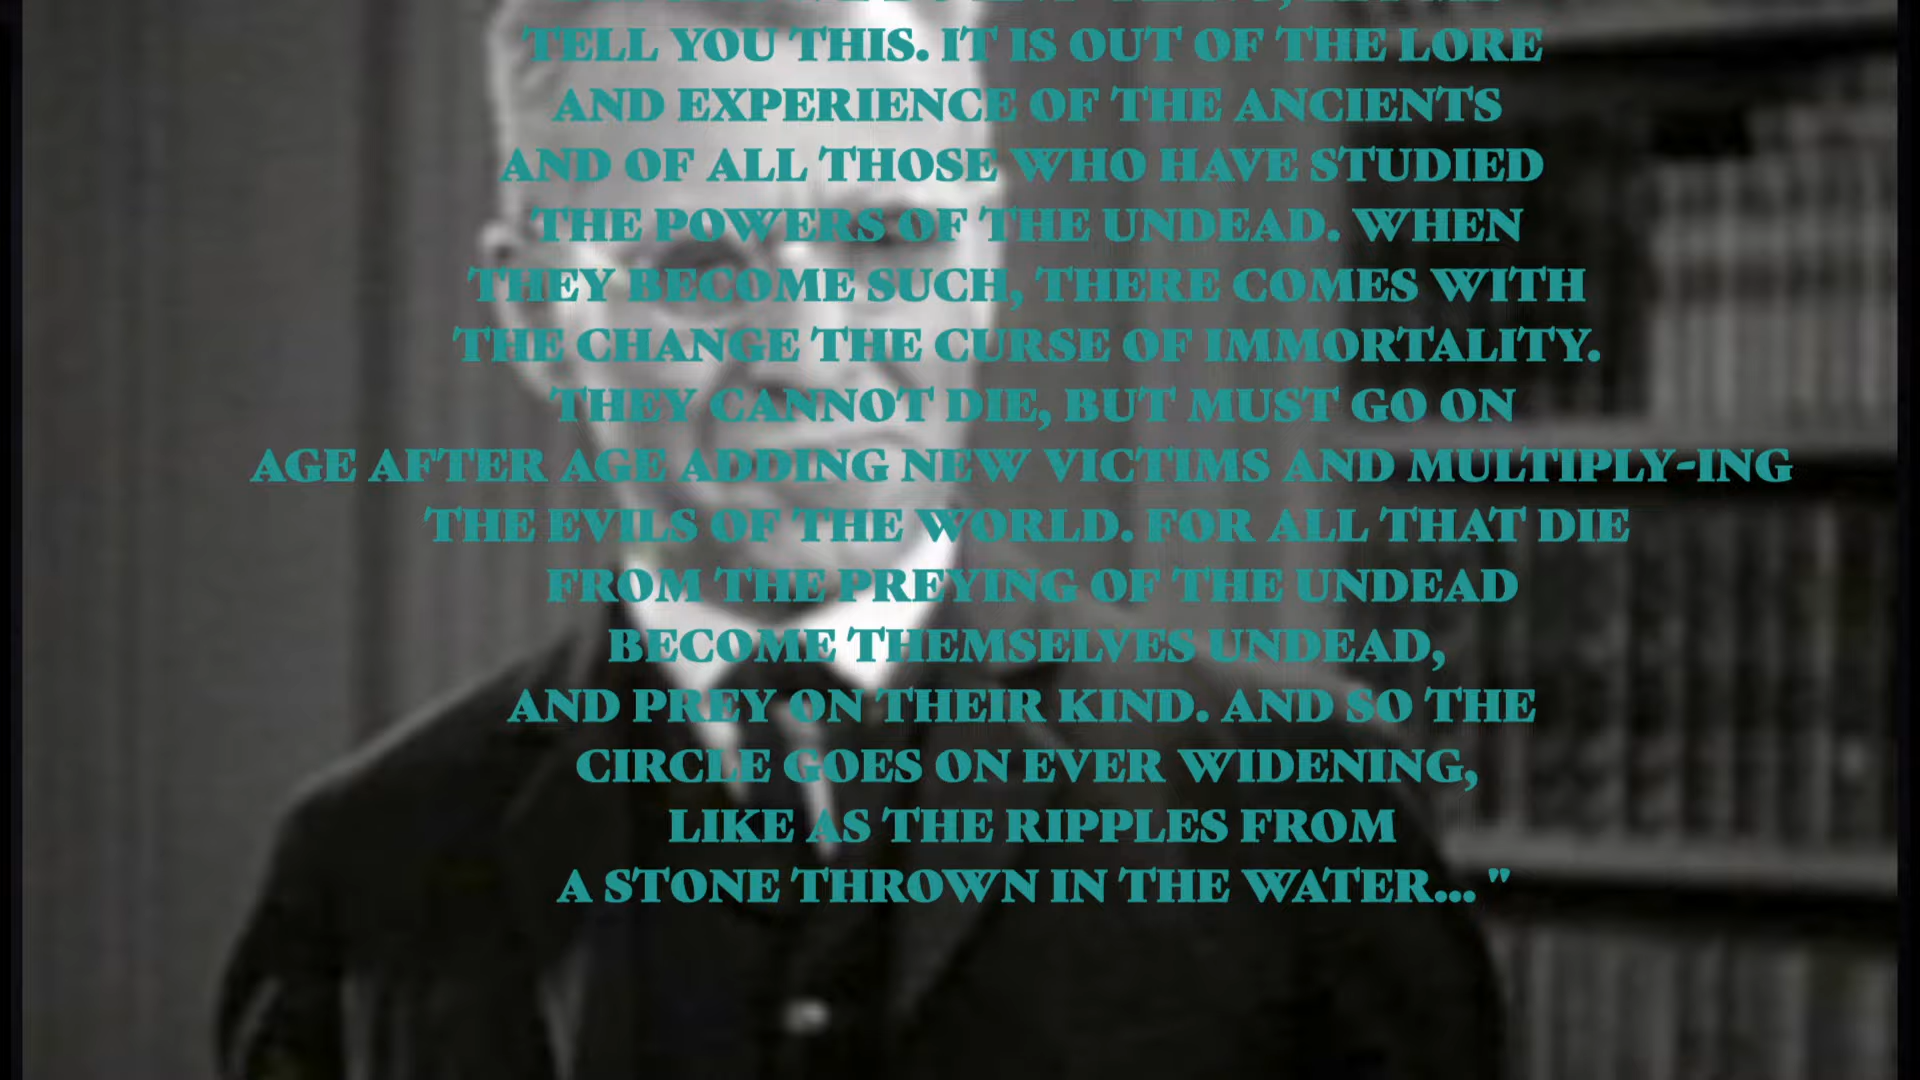 TELL YOU THIS. IT IS OUT OF THE LORE
AND EXPERIENCE OF THE ANCIENTS
AND OF ALL THOSE WHO HAVE STUDIED
THE POWERS OF THE UNDEAD. WHEN
THEY BECOME SUCH, THERE COMES WITH
THE CHANGE THE CURSE OF IMMORTALITY.
THEY CANNOT DIE, BUT MUST GO ON
AGE AFTER AGE ADDING NEW VICTIMS AND MULTIPLY-ING
THE EVILS OF THE WORLD. FOR ALL THAT DIE
FROM THE PREYING OF THE UNDEAD
BECOME THEMSELVES UNDEAD,
AND PREY ON THEIR KIND. AND SO THE
CIRCLE GOES ON EVER WIDENING,
LIKE AS THE RIPPLES FROM
A STONE THROWN IN THE WATER... "